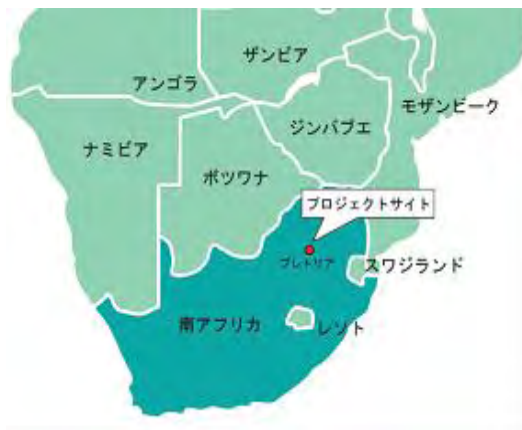 ザンビア
アンゴラ
モザンビーク
ジンバブエ
ナミビア
ボツワナ
プロジェクトサイト
プレトリア
スワジランド
南アフリカ
レソト